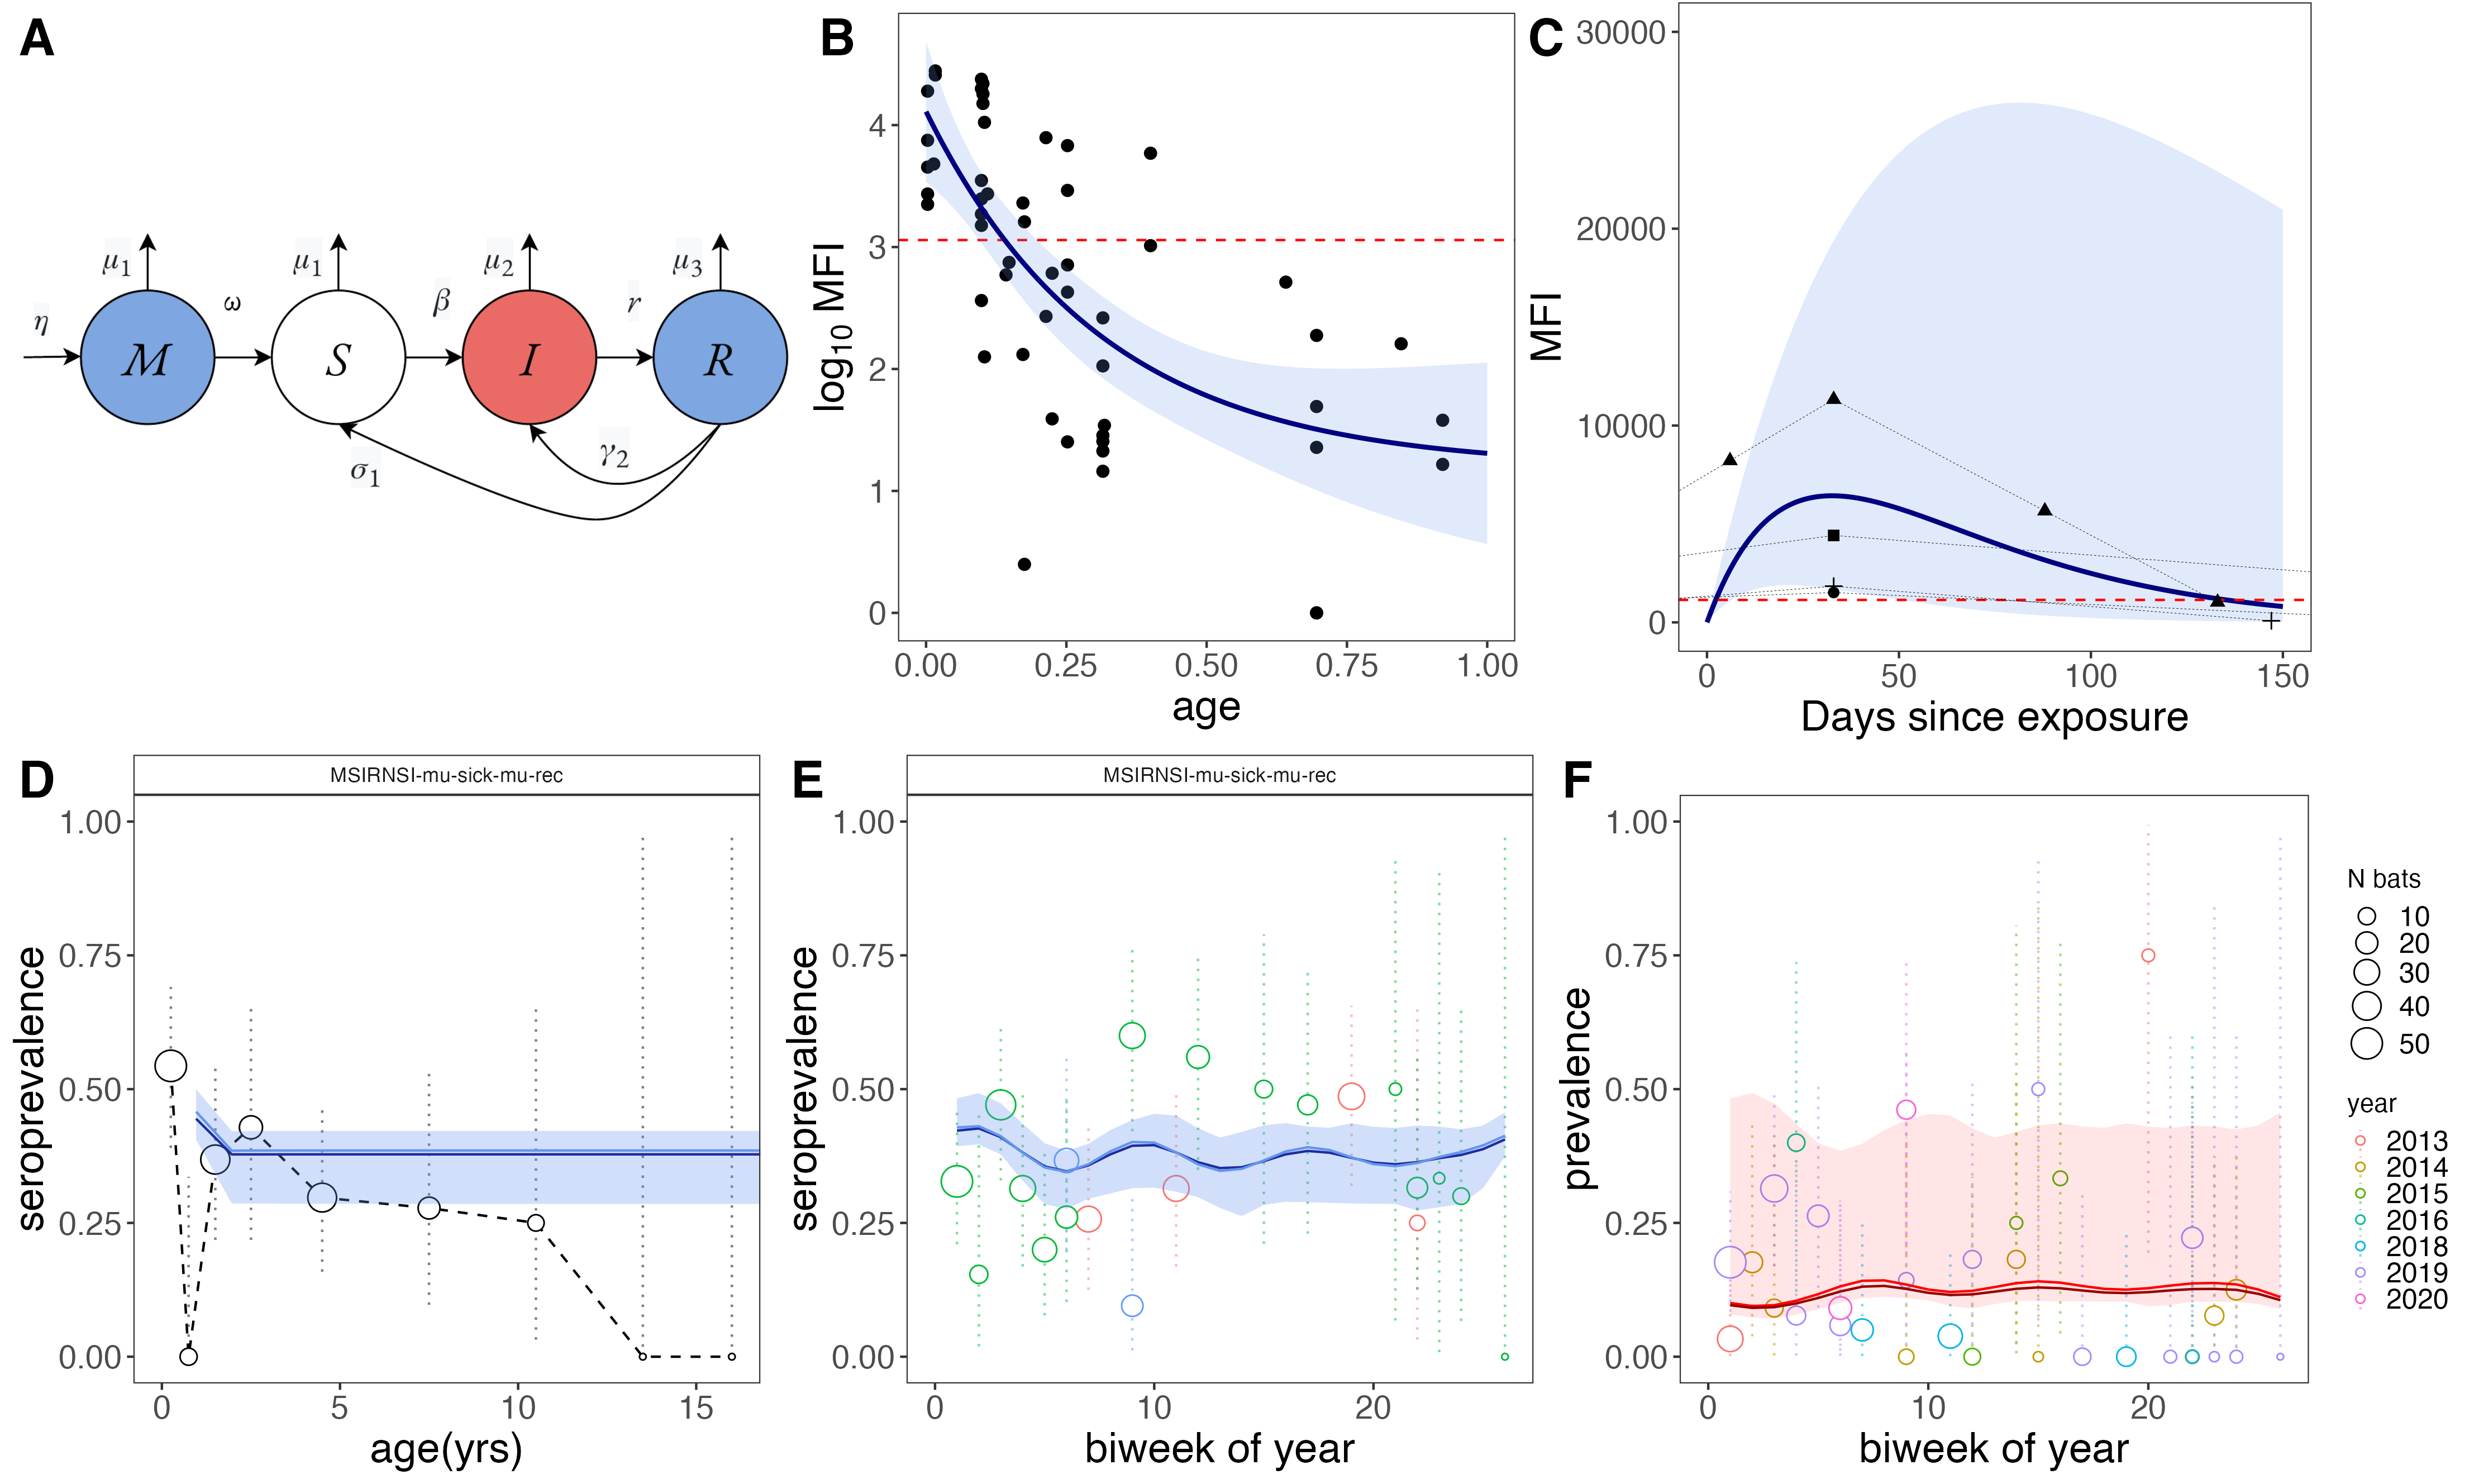 A
η
M
μ1
ω
S
μ1
β
I
μ2
r
R
μ3
σ1
γ2
B
log10 MFI
4
3
2
1
0
0.00 0.25 0.50 0.75 1.00
age
C
MFI
30000
20000
10000
0
0 50 100 150
Days since exposure
D
MSIRNSI-mu-sick-mu-rec
seroprevalence
1.00
0.75
0.50
0.25
0.00
0 5 10 15
age(yrs)
E
MSIRNSI-mu-sick-mu-rec
seroprevalence
1.00
0.75
0.50
0.25
0.00
0 10 20
biweek of year
F
prevalence
1.00
0.75
0.50
0.25
0.00
0 10 20
biweek of year
N bats
10
20
30
40
50
year
2013
2014
2015
2016
2018
2019
2020